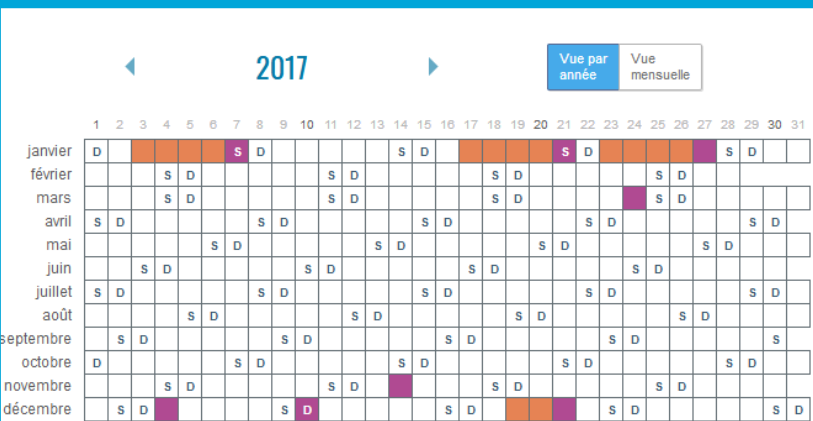 2017
Vue par année
Vue mensuelle
1 2 3 4 5 6 7 8 9 10 11 12 13 14 15 16 17 18 19 20 21 22 23 24 25 26 27 28 29 30 31
janvier D S D S D S D S D
février S D S D S D S D
mars S D S D S D S D
avril S D S D S D S D S D
mai S D S D S D S D
juin S D S D S D S D
juillet S D S D S D S D S D
août S D S D S D S D
septembre S D S D S D S D S
octobre D S D S D S D S D
novembre S D S D S D S D
décembre S D S D S D S D S D